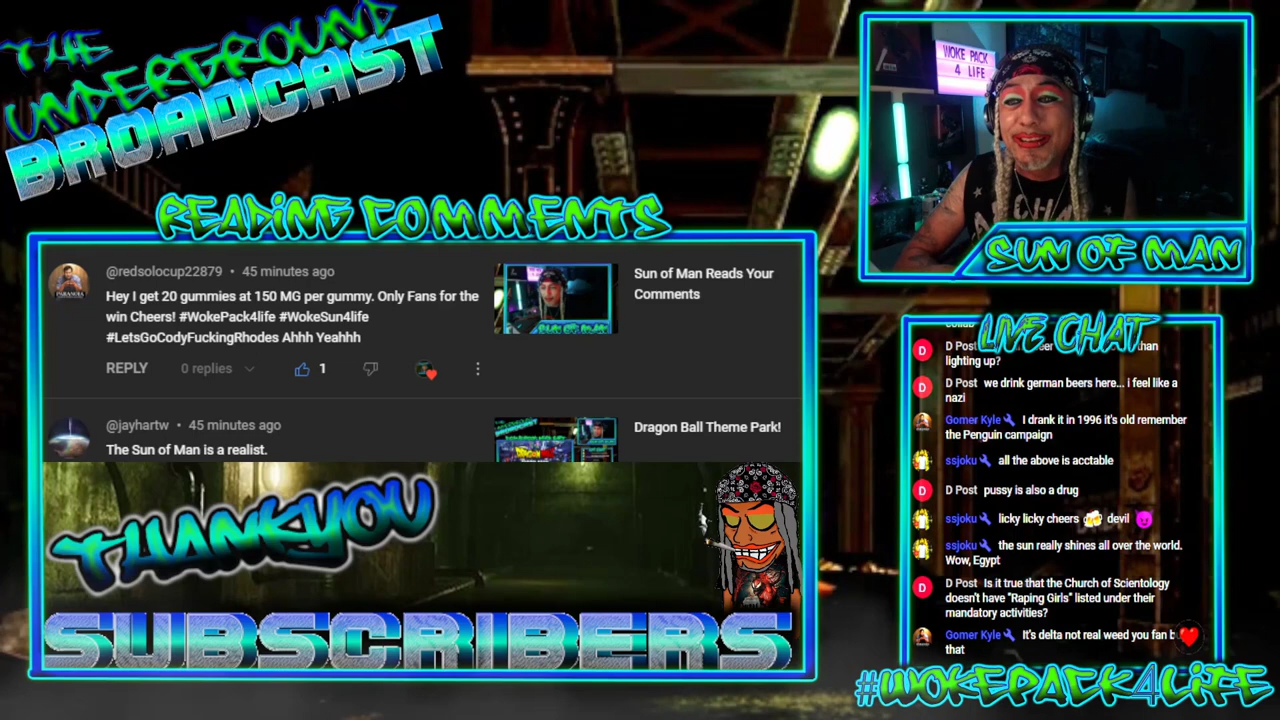 THE
UNDERGROUND
BROADCAST
READING COMMENTS
@redsolocup22879 • 45 minutes ago
Hey I get 20 gummies at 150 MG per gummy. Only Fans for the
win Cheers! #WokePack4life #WokeSun4life
#LetsGoCodyFuckingRhodes Ahhh Yeahhh
REPLY 0 replies 1
Sun of Man Reads Your
Comments
@jayhartw • 45 minutes ago
The Sun of Man is a realist.
Dragon Ball Theme Park!
THANKYOU
SUBSCRIBERS
WOKE PACK
4 LIFE
SUN OF MAN
LIVE CHAT
D Post than
lighting up?
D Post we drink german beers here... i feel like a
nazi
Gomer Kyle I drank it in 1996 it's old remember
the Penguin campaign
ssjoku all the above is acctable
D Post pussy is also a drug
ssjoku licky licky cheers 🍻 devil 😈
ssjoku the sun really shines all over the world.
Wow, Egypt
D Post Is it true that the Church of Scientology
doesn't have "Raping Girls" listed under their
mandatory activities?
Gomer Kyle It's delta not real weed you fan
that
#WOKEPACK4LIFE